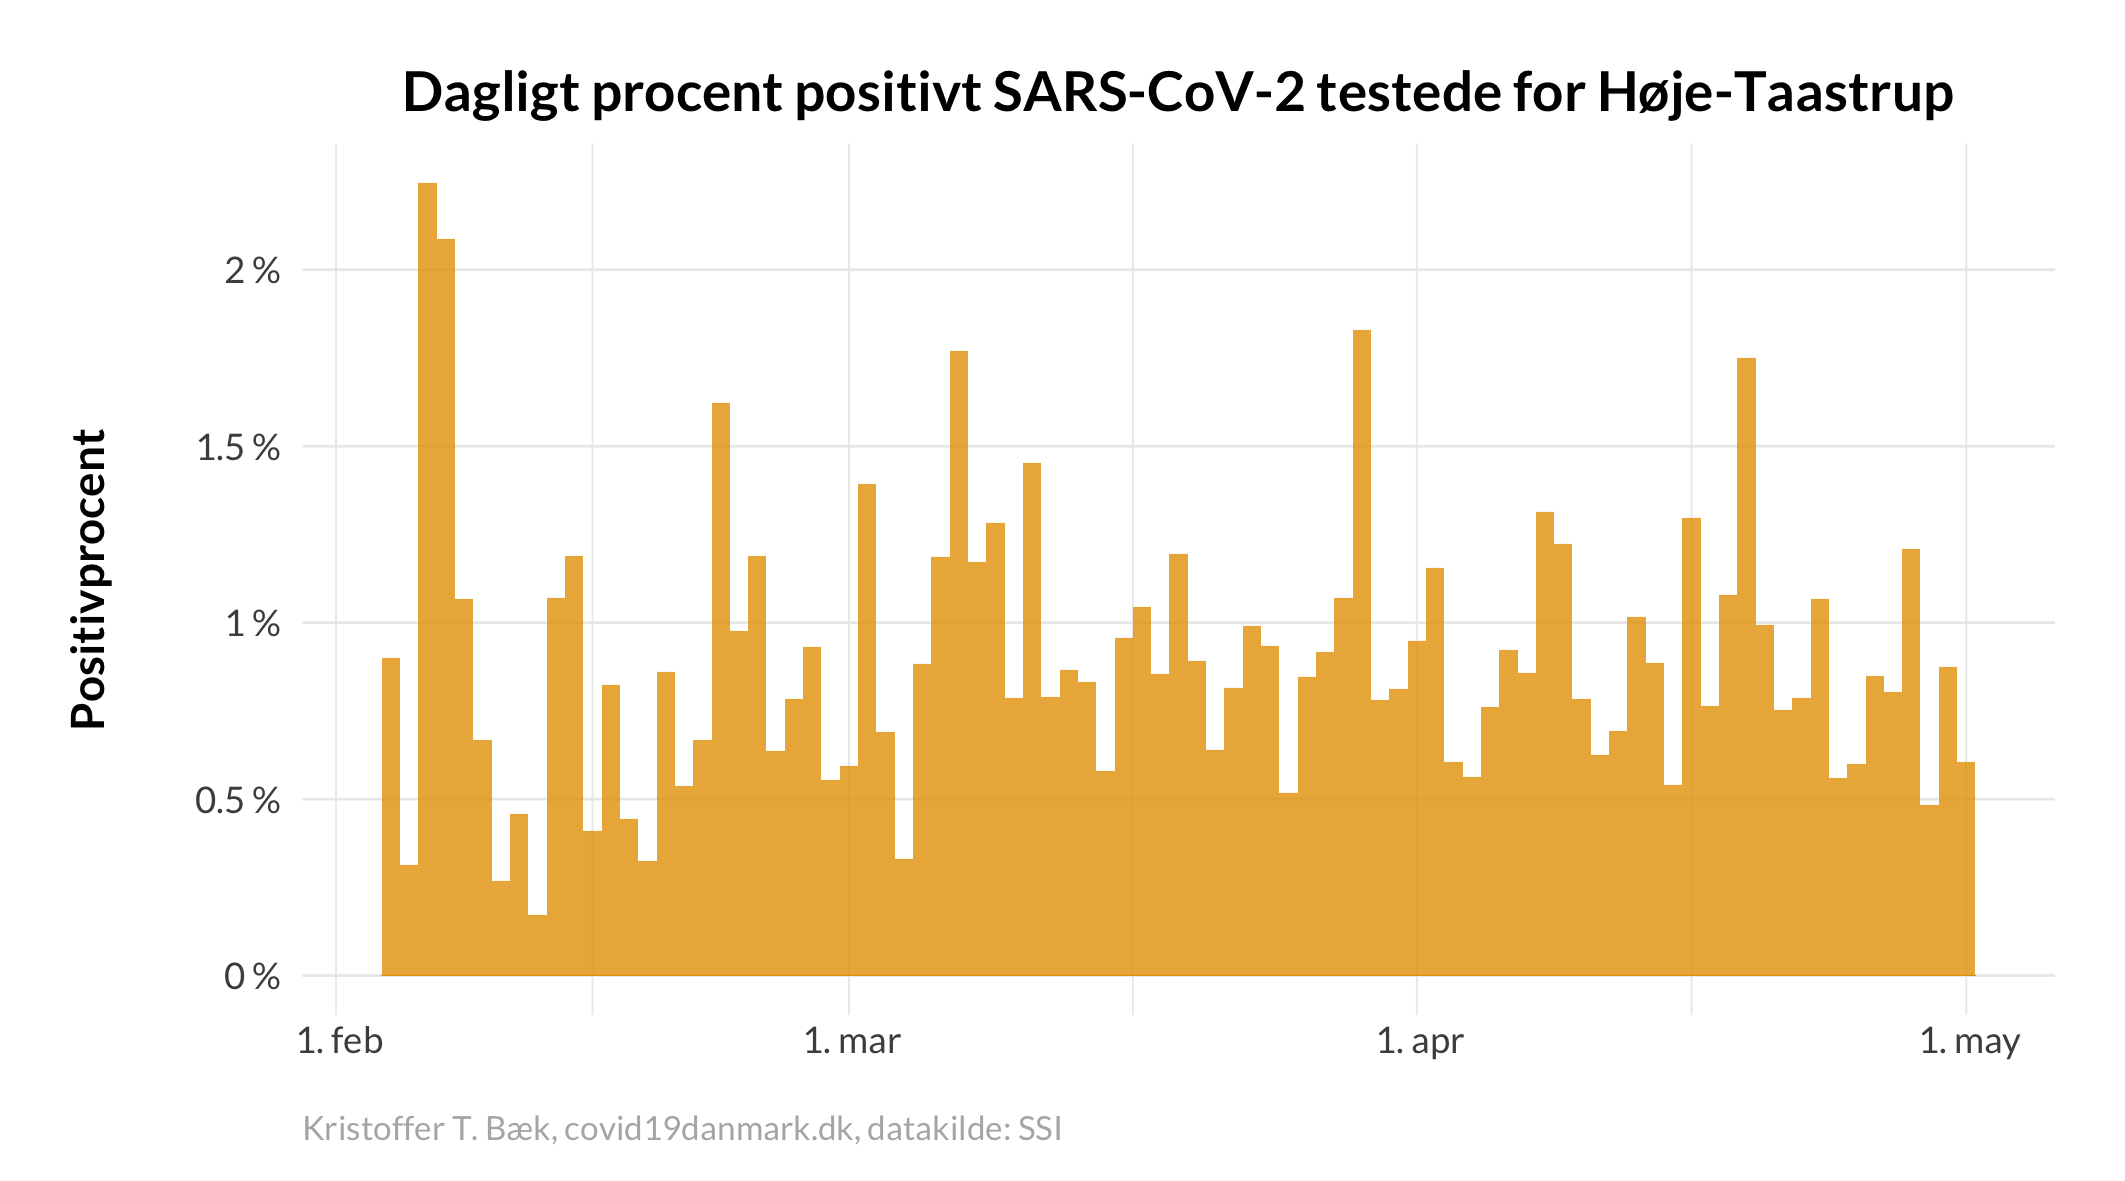 Dagligt procent positivt SARS-CoV-2 testede for Høje-Taastrup
Positivprocent
2 %
1.5 %
1 %
0.5 %
0 %
1. feb
1. mar
1. apr
1. may
Kristoffer T. Bæk, covid19danmark.dk, datakilde: SSI